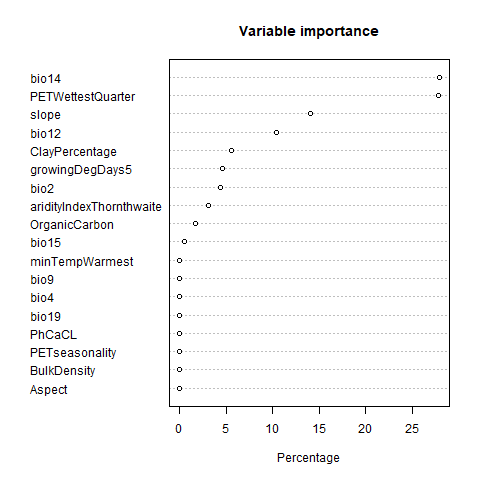 Variable importance
bio14
PETWettestQuarter
slope
bio12
ClayPercentage
growingDegDays5
bio2
aridityIndexThornthwaite
OrganicCarbon
bio15
minTempWarmest
bio9
bio4
bio19
PhCaCL
PETseasonality
BulkDensity
Aspect
0 5 10 15 20 25
Percentage